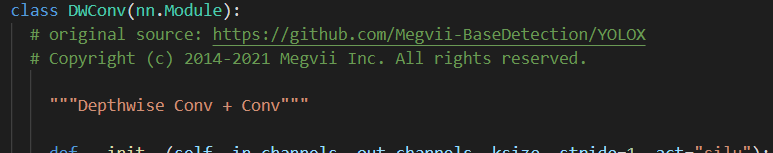 class DWConv(nn.Module):
# original source: https://github.com/Megvii-BaseDetection/YOLOX
# Copyright (c) 2014-2021 Megvii Inc. All rights reserved.
"""Depthwise Conv + Conv"""
def __init__(self, in_channels, out_channels, ksize, stride=1, act="silu"):